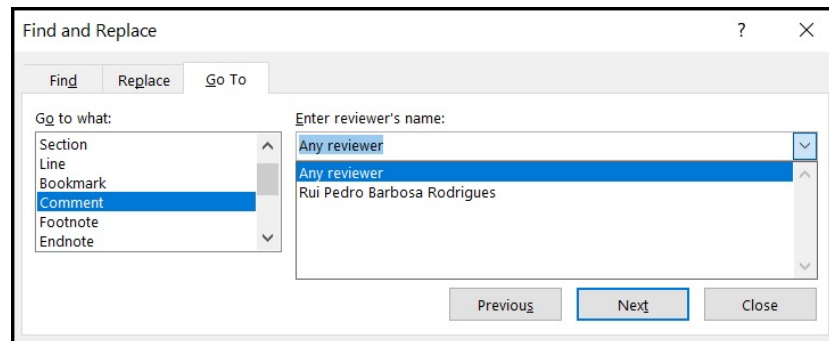 Find and Replace
?
Find
Replace
Go To
Go to what:
Section
Line
Bookmark
Comment
Footnote
Endnote
Enter reviewer's name:
Any reviewer
Any reviewer
Rui Pedro Barbosa Rodrigues
Previous
Next
Close